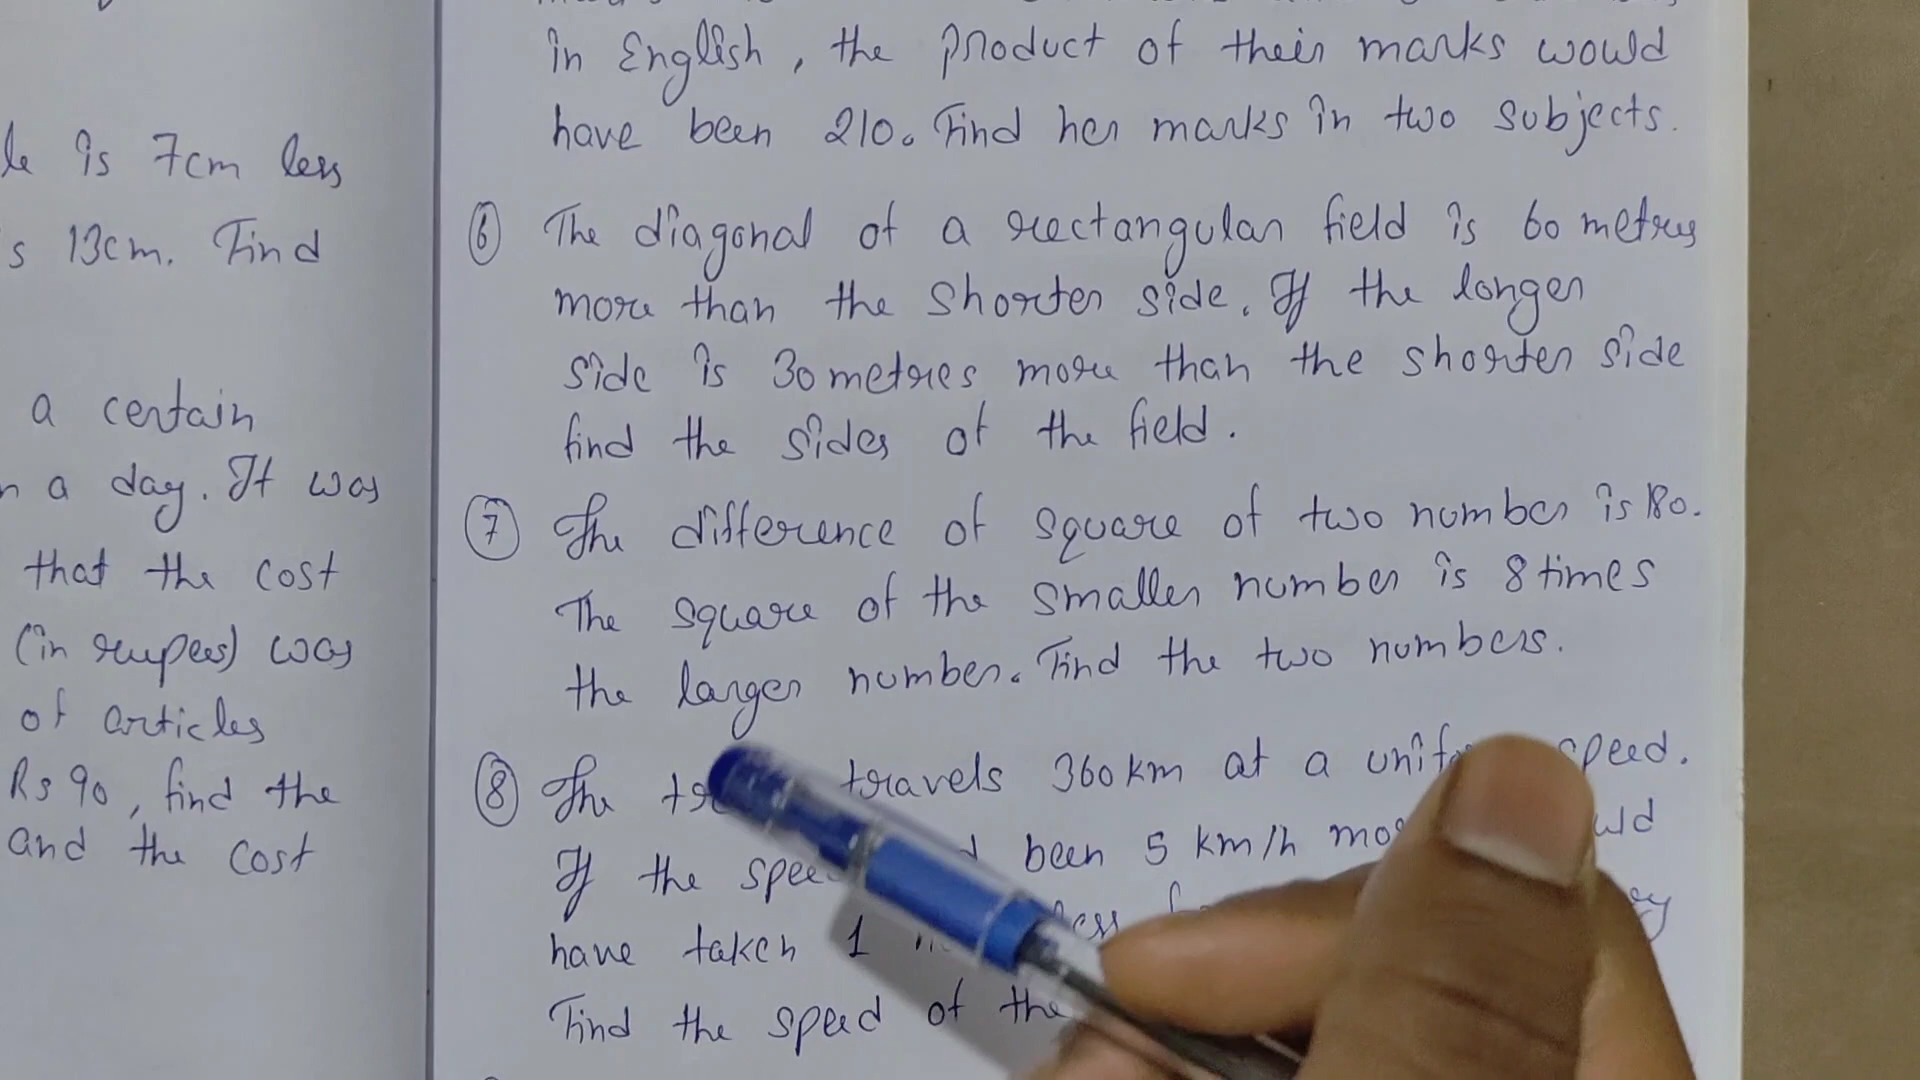 le is 7cm less
s 13cm. Find
a certain
n a day. It was
that the cost
(in rupees) was
of articles
Rs 90, find the
and the cost
in English, the product of their marks would
have been 210. Find her marks in two subjects.
6 The diagonal of a rectangular field is 60 metres
more than the shorter side. If the longer
side is 30 metres more than the shorter side
find the sides of the field.
7 The difference of square of two number is 180.
The square of the smaller number is 8 times
the larger number. Find the two numbers.
8 The travels 360 km at a speed.
If the been 5 km/h
have taken 1
Find the speed of the